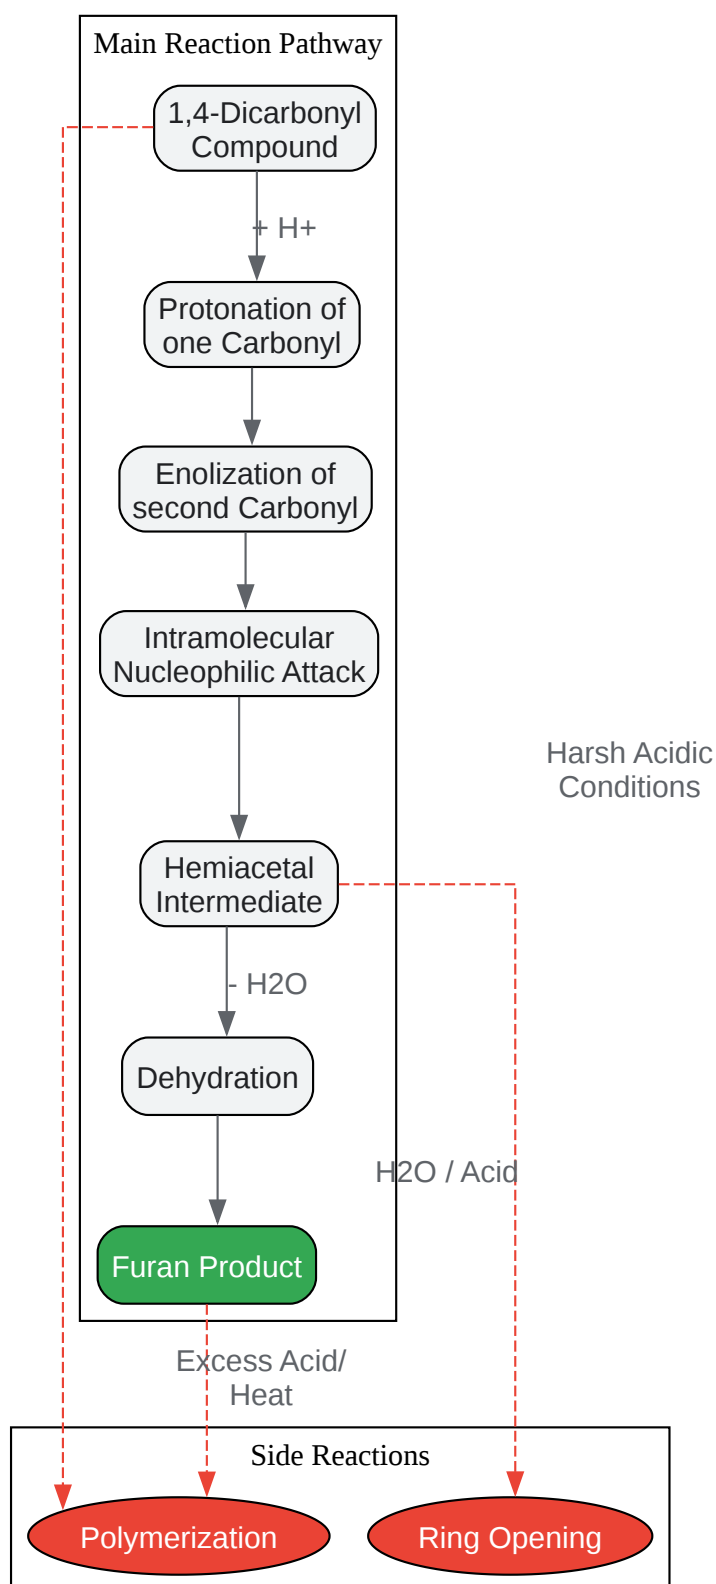 Main Reaction Pathway
1,4-Dicarbonyl
Compound
+ H+
Protonation of
one Carbonyl
Enolization of
second Carbonyl
Intramolecular
Nucleophilic Attack
Harsh Acidic
Conditions
Hemiacetal
Intermediate
- H2O
Dehydration
H2O / Acid
Furan Product
Excess Acid/
Heat
Side Reactions
Polymerization
Ring Opening